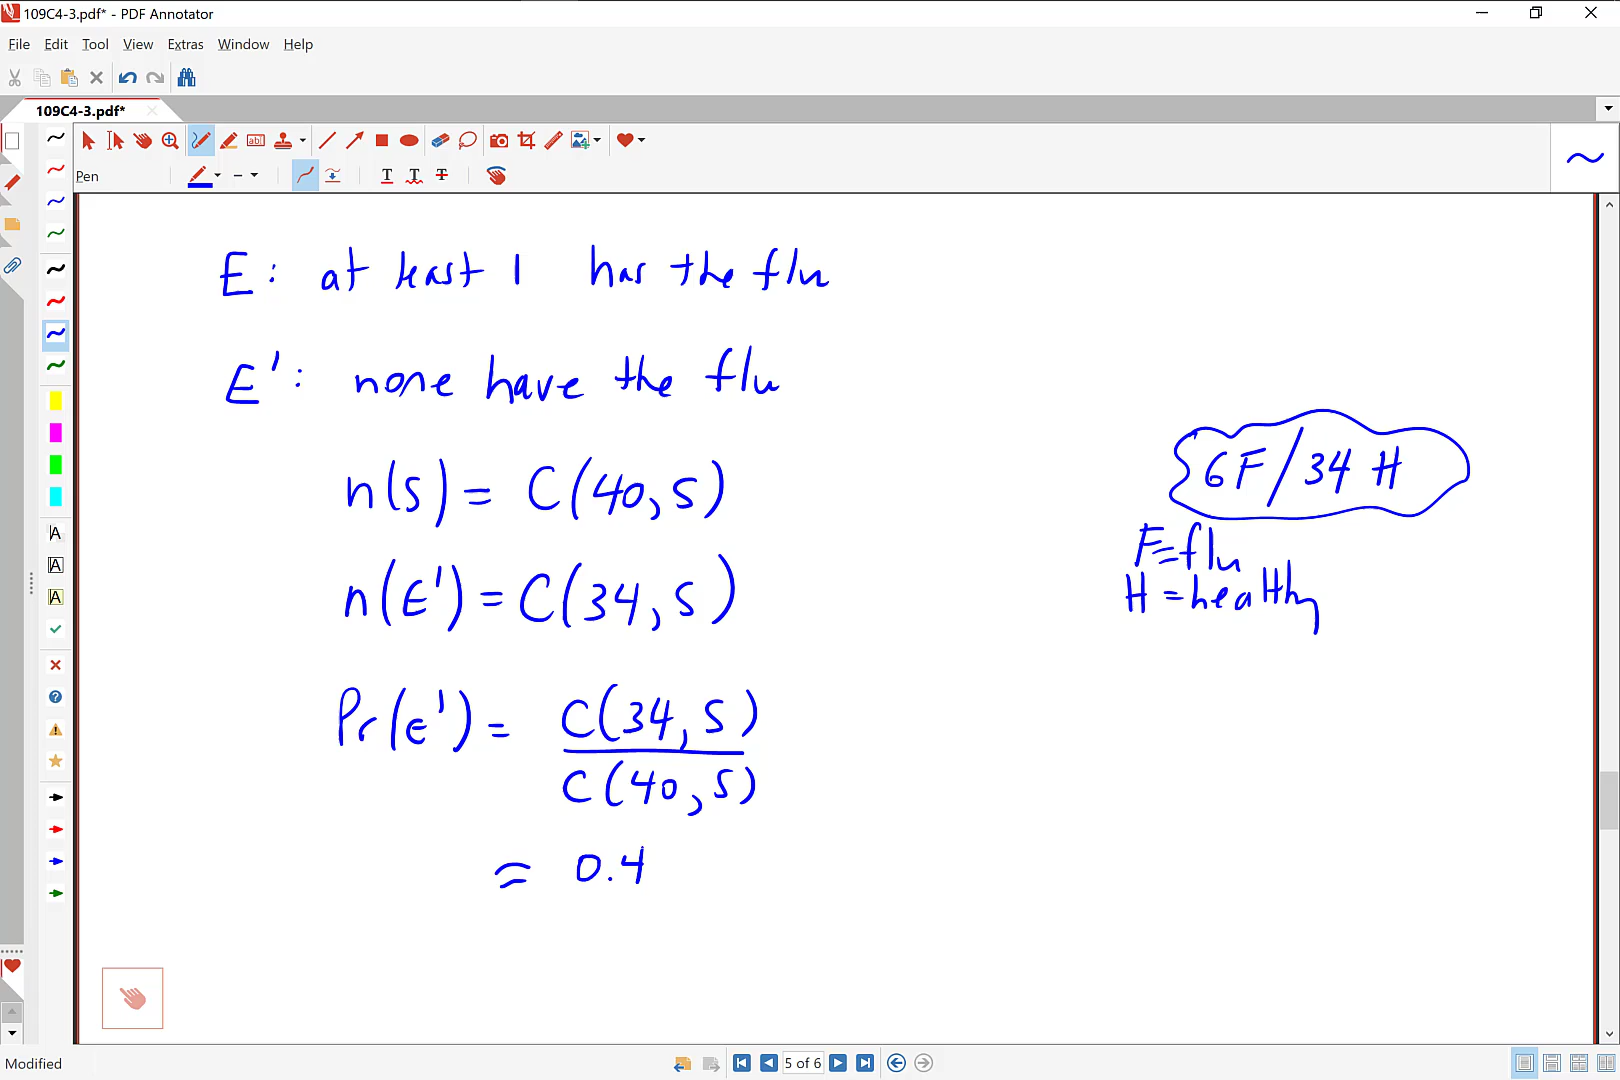 109C4-3.pdf* - PDF Annotator
File Edit Tool View Extras Window Help
109C4-3.pdf*
Pen
E: at least 1 has the flu
E': none have the flu
n(S) = C(40,5)
n(E') = C(34,5)
Pr(E') = C(34,5)
C(40,5)
≈ 0.4
6F/34 H
F=flu
H=healthy
Modified
5 of 6